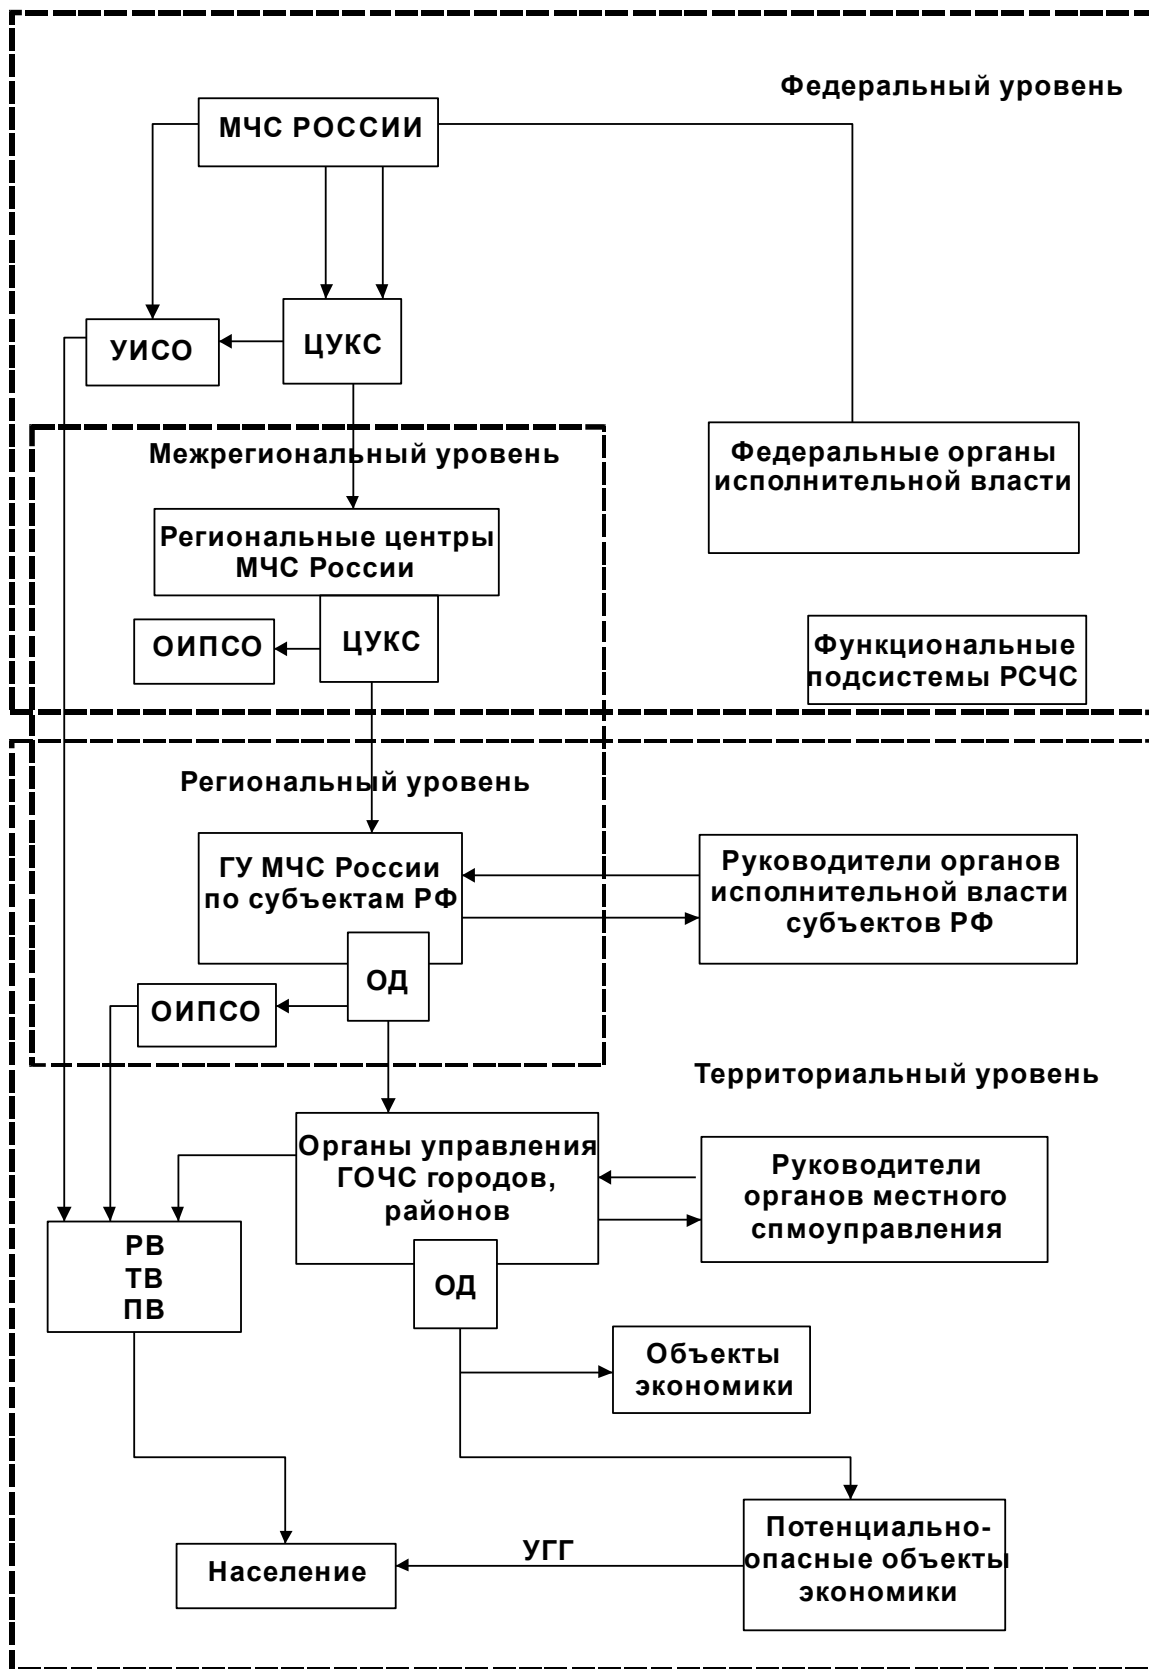 Федеральный уровень
МЧС РОССИИ
УИСО
ЦУКС
Межрегиональный уровень
Федеральные органы
исполнительной власти
Региональные центры
МЧС России
ОИПСО
ЦУКС
Функциональные
подсистемы РСЧС
Региональный уровень
ГУ МЧС России
по субъектам РФ
Руководители органов
исполнительной власти
субъектов РФ
ОД
ОИПСО
Территориальный уровень
Органы управления
ГОЧС городов,
районов
Руководители
органов местного
спмоуправления
РВ
ТВ
ПВ
ОД
Объекты
экономики
Потенциально-
опасные объекты
экономики
УГГ
Население